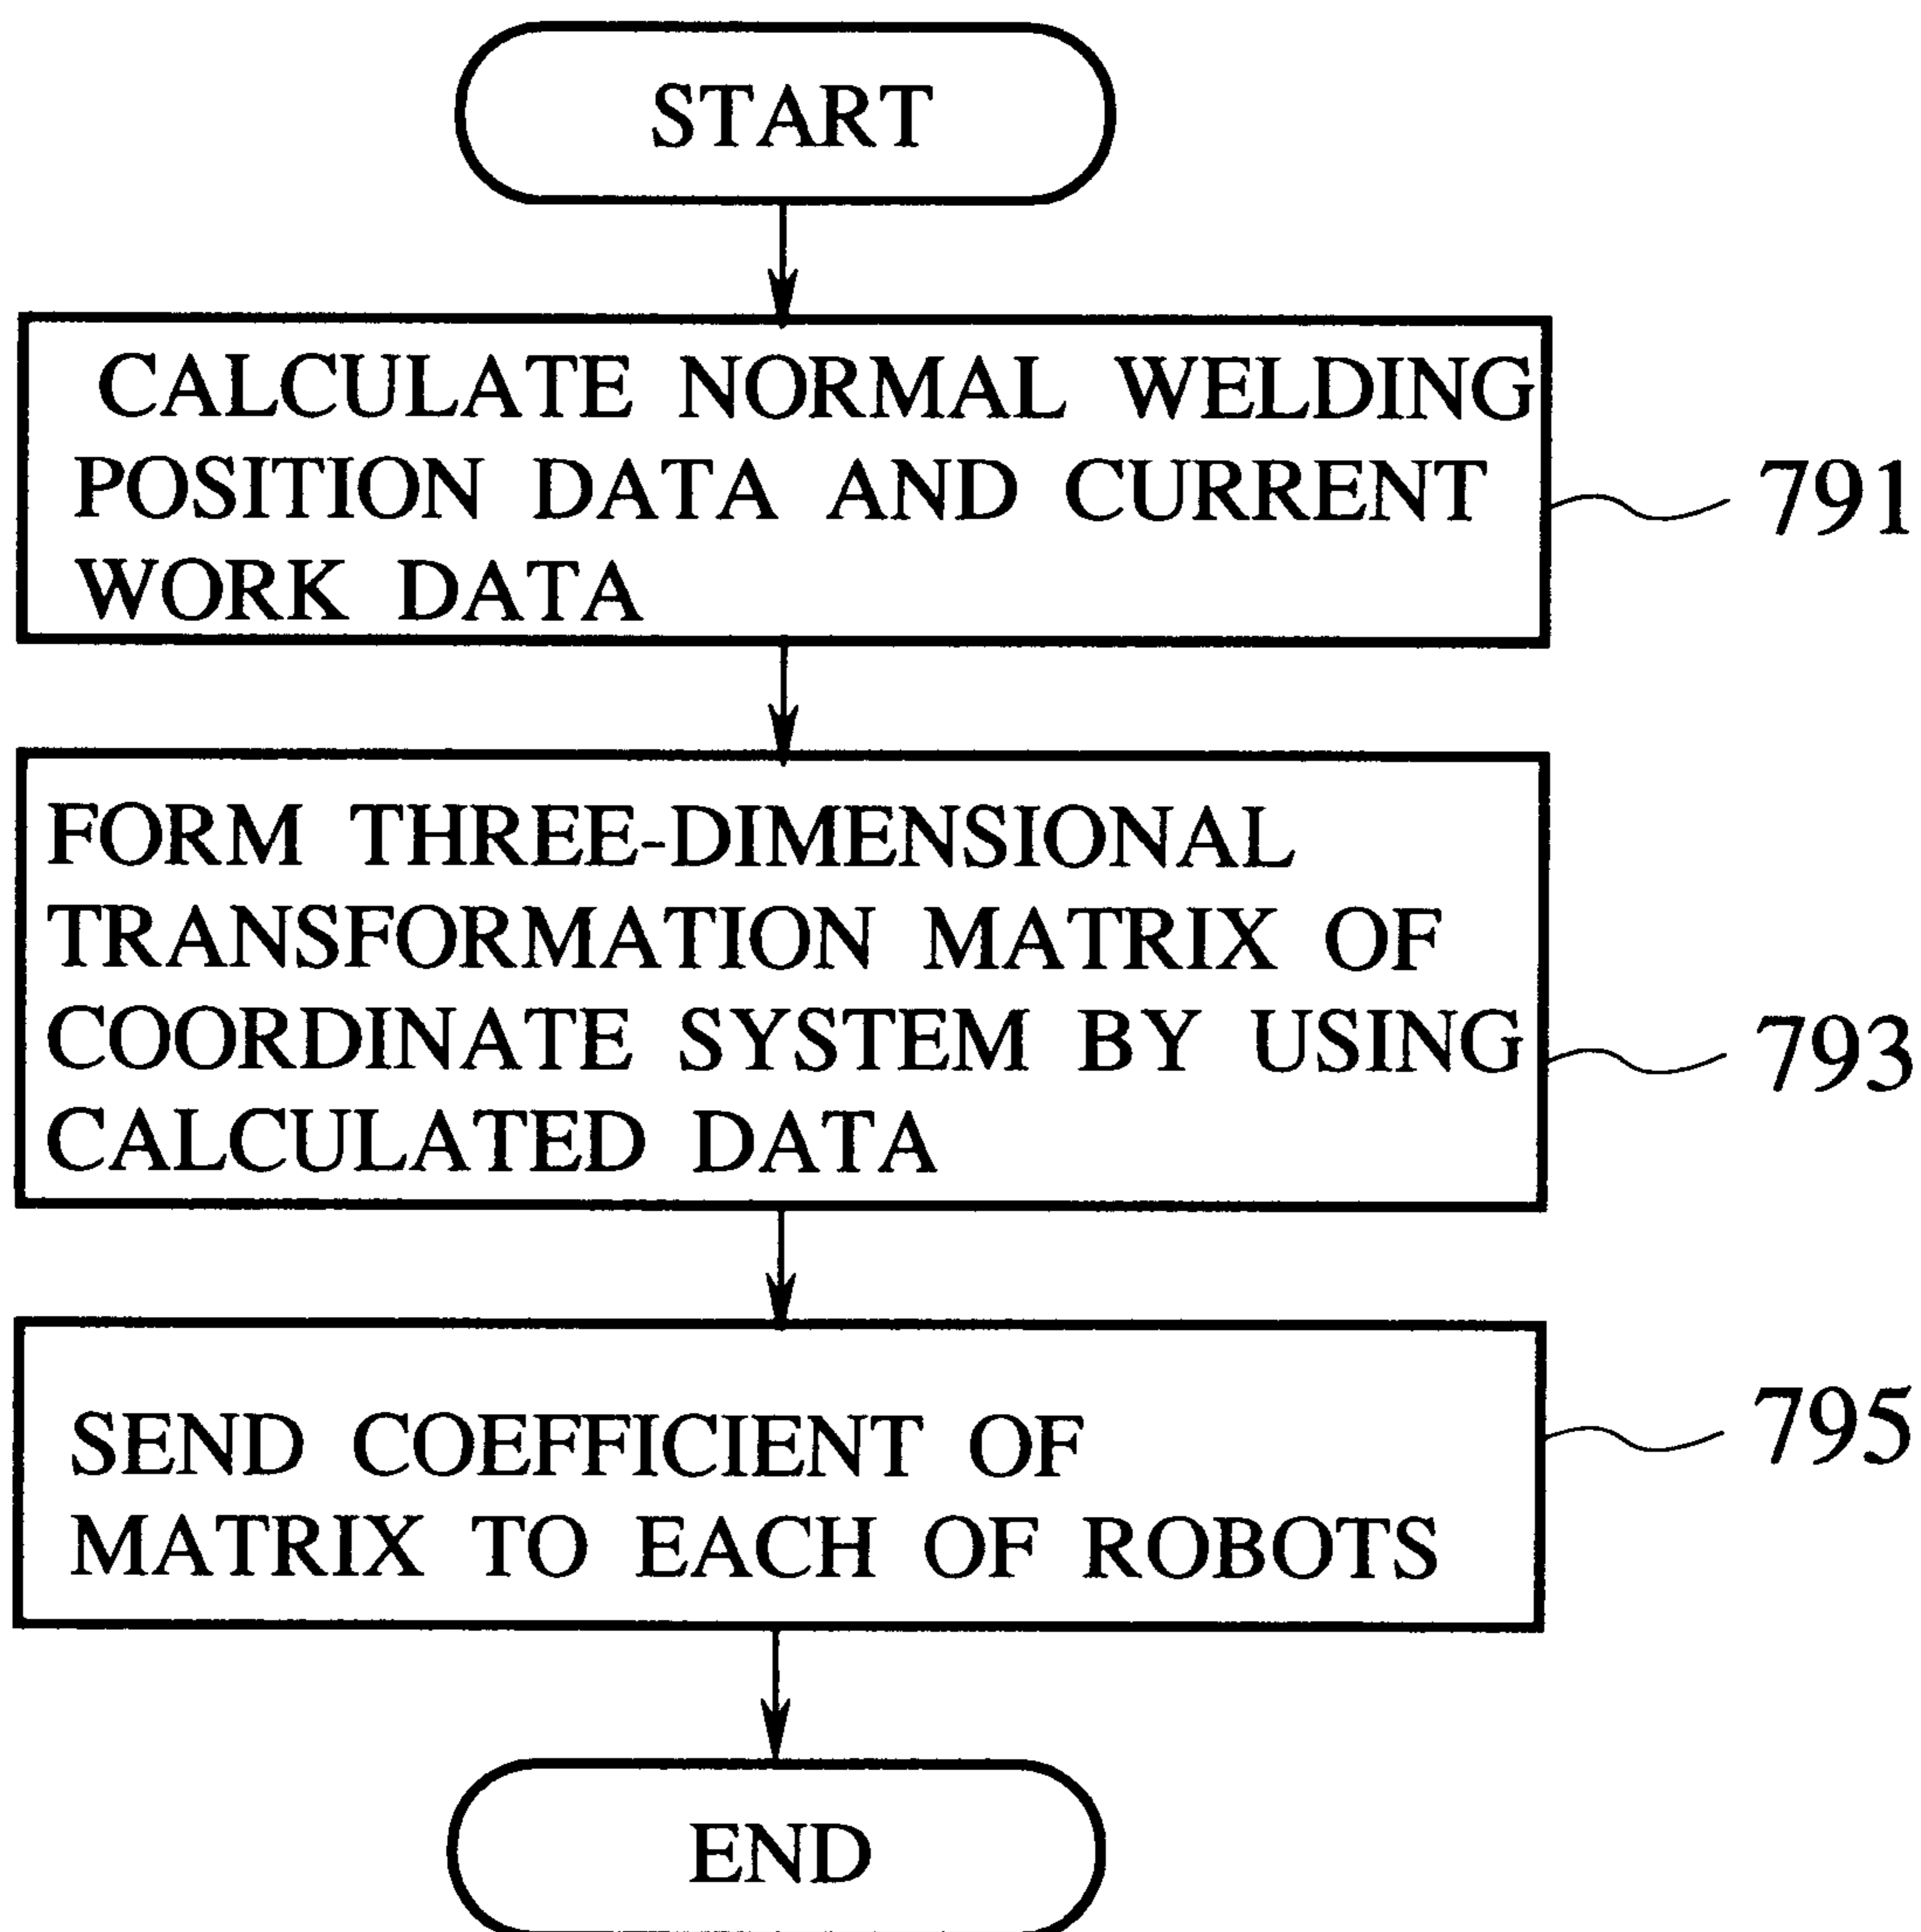 START
CALCULATE NORMAL WELDING
POSITION DATA AND CURRENT
WORK DATA
791
FORM THREE-DIMENSIONAL
TRANSFORMATION MATRIX OF
COORDINATE SYSTEM BY USING
CALCULATED DATA
793
SEND COEFFICIENT OF
MATRIX TO EACH OF ROBOTS
795
END